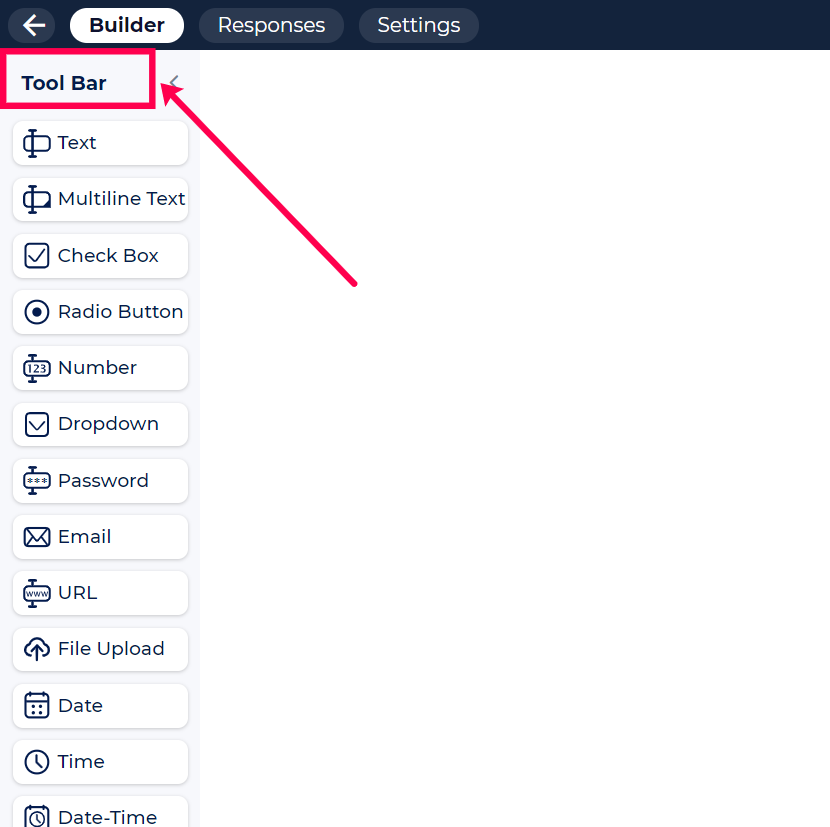 Builder Responses Settings
Tool Bar
Text
Multiline Text
Check Box
Radio Button
123 Number
Dropdown
*** Password
Email
www URL
File Upload
Date
Time
Date-Time